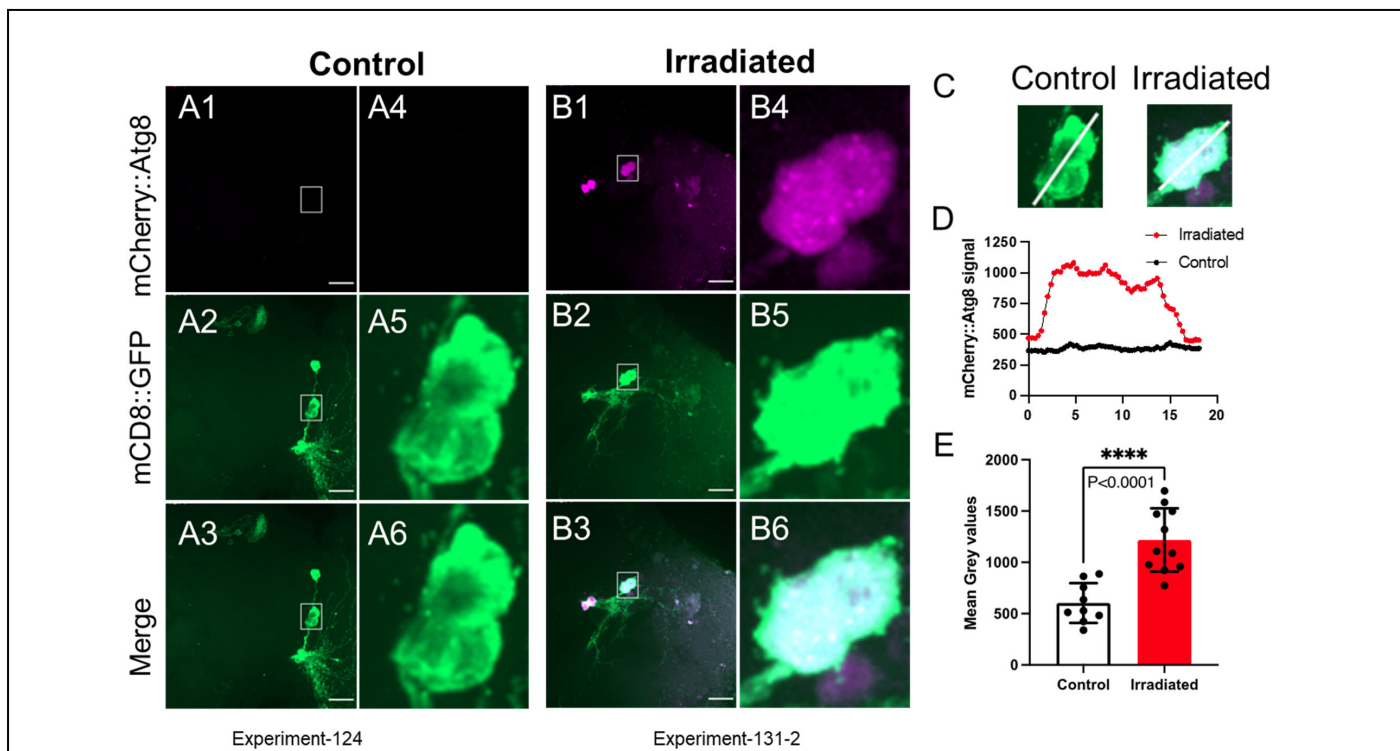 Control
Irradiated
mCherry::Atg8
A1
A4
B1
B4
mCD8::GFP
A2
A5
B2
B5
Merge
A3
A6
B3
B6
Experiment-124
Experiment-131-2
C
Control
Irradiated
D
mCherry::Atg8 signal
1250
1000
750
500
250
0
0
5
10
15
20
Irradiated
Control
E
Mean Grey values
2000
1500
1000
500
0
****
P<0.0001
Control
Irradiated